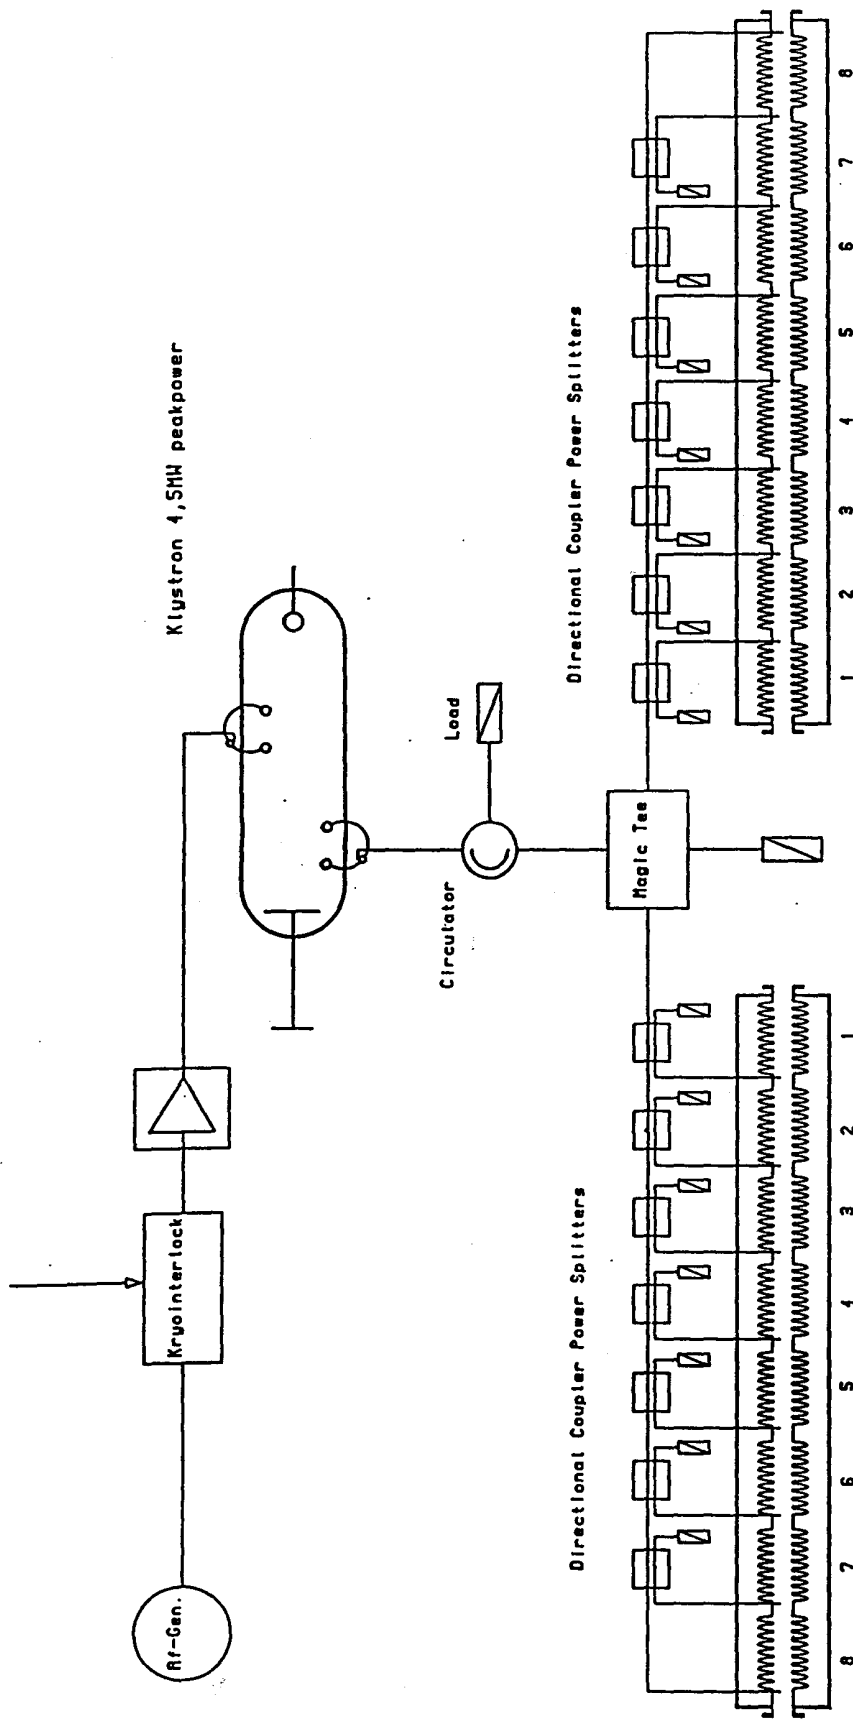 Rf-Gen.
Kryointerlock
Klystron 4,5MW peakpower
Circulator
Load
Magic Tee
Directional Coupler Power Splitters
Directional Coupler Power Splitters
8 7 6 5 4 3 2 1
1 2 3 4 5 6 7 8